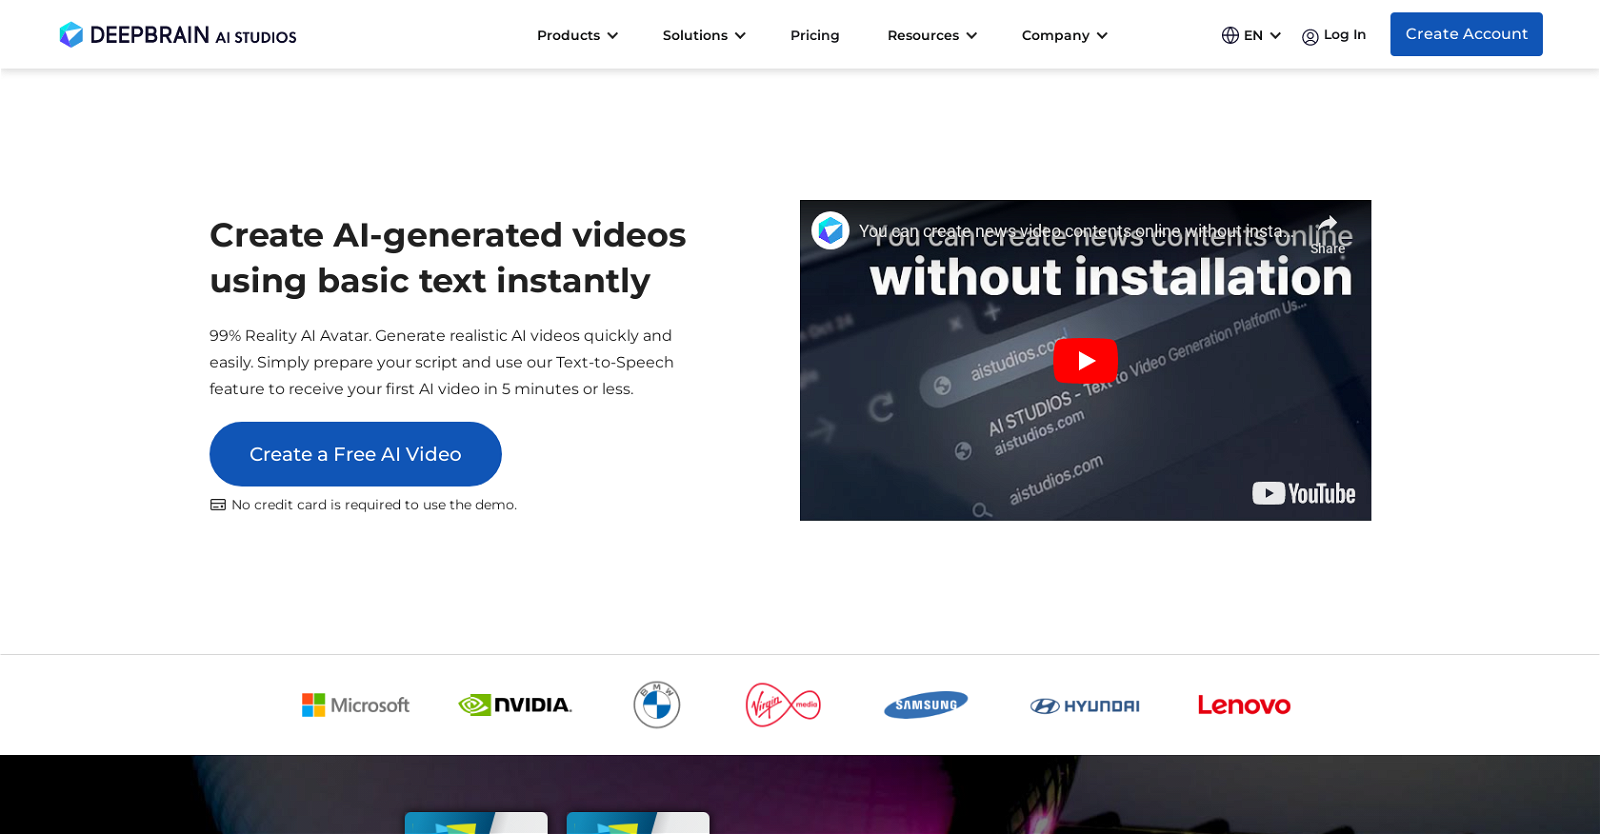 DEEPBRAIN AI STUDIOS
Products
Solutions
Pricing
Resources
Company
EN
Log In
Create Account
Create AI-generated videos
using basic text instantly
99% Reality AI Avatar. Generate realistic AI videos quickly and
easily. Simply prepare your script and use our Text-to-Speech
feature to receive your first AI video in 5 minutes or less.
Create a Free AI Video
No credit card is required to use the demo.
You can create news video contents online without insta...
Share
You can create news contents online
without installation
Oct 24
aistudios.com
AI STUDIOS - Text to Video Generation Platform Us...
aistudios.com
aistudios.com
YouTube
Microsoft
NVIDIA.
BMW
Virgin media
SAMSUNG
HYUNDAI
Lenovo